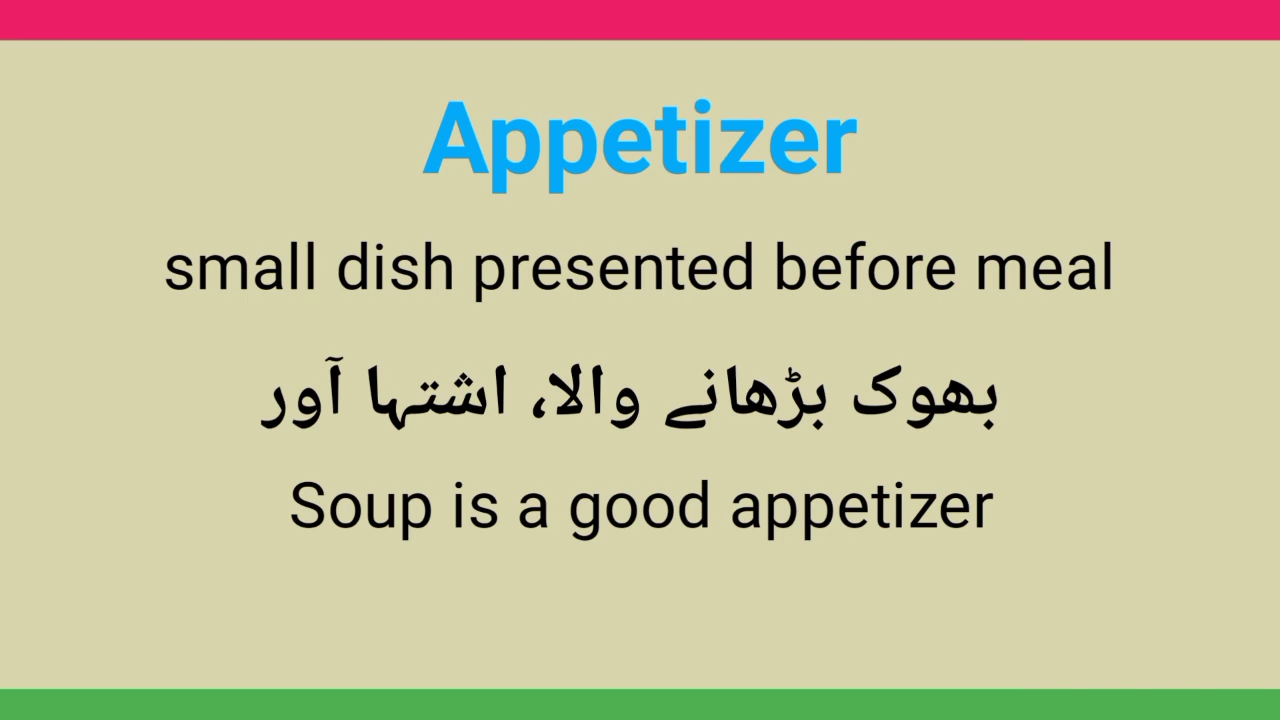 Appetizer
small dish presented before meal
بھوک بڑھانے والا، اشتہا آور
Soup is a good appetizer